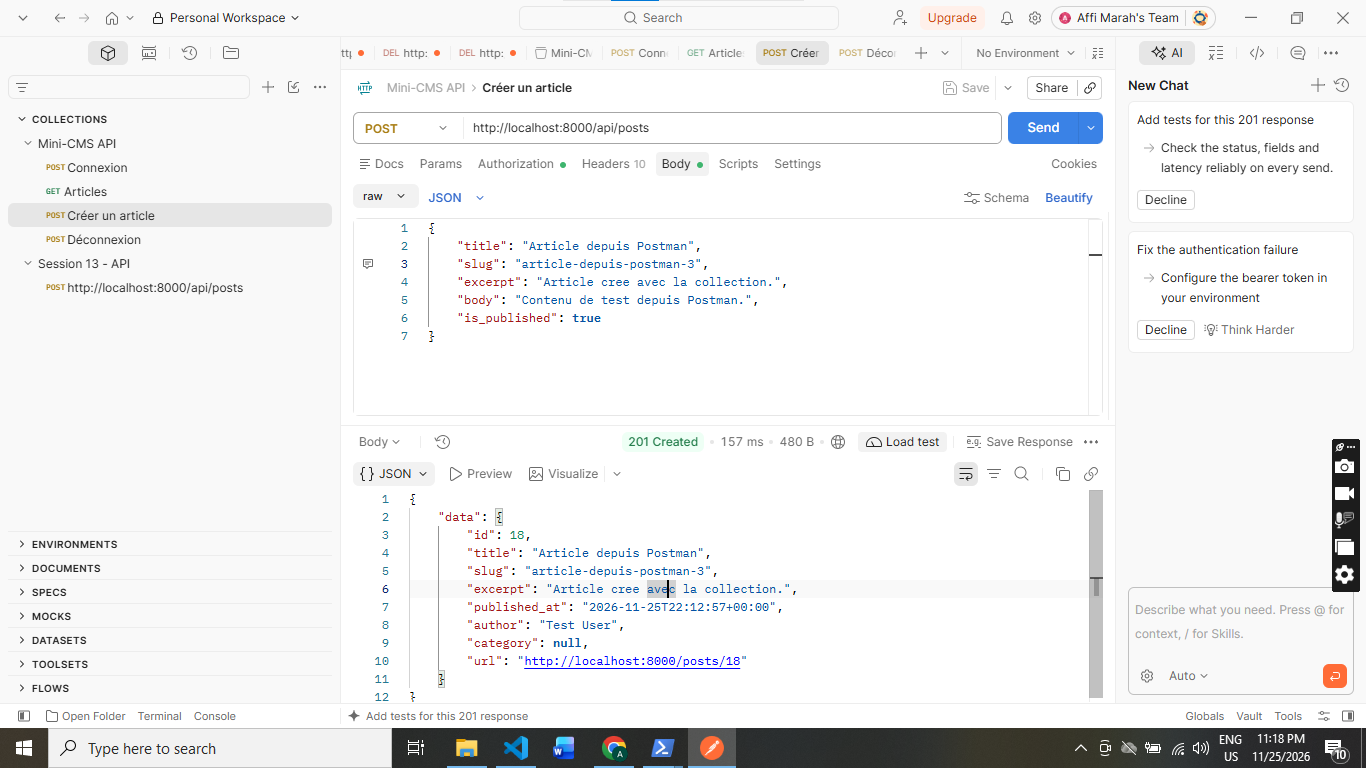 Personal Workspace
Search
Upgrade
Affi Marah's Team
DEL http:
DEL http:
Mini-CM
POST Conn
GET Article
POST Créer
POST Déco
No Environment
AI
COLLECTIONS
Mini-CMS API
POST Connexion
GET Articles
POST Créer un article
POST Déconnexion
Session 13 - API
POST http://localhost:8000/api/posts
ENVIRONMENTS
DOCUMENTS
SPECS
MOCKS
DATASETS
TOOLSETS
FLOWS
HTTP Mini-CMS API > Créer un article
Save
Share
POST http://localhost:8000/api/posts
Send
Docs Params Authorization Headers 10 Body Scripts Settings
Cookies
raw JSON
Schema Beautify
1 {
2 "title": "Article depuis Postman",
3 "slug": "article-depuis-postman-3",
4 "excerpt": "Article cree avec la collection.",
5 "body": "Contenu de test depuis Postman.",
6 "is_published": true
7 }
Body
201 Created • 157 ms • 480 B
Load test
e.g. Save Response
{} JSON Preview Visualize
1 {
2 "data": {
3 "id": 18,
4 "title": "Article depuis Postman",
5 "slug": "article-depuis-postman-3",
6 "excerpt": "Article cree avec la collection.",
7 "published_at": "2026-11-25T22:12:57+00:00",
8 "author": "Test User",
9 "category": null,
10 "url": "http://localhost:8000/posts/18"
11 }
12 }
New Chat
Add tests for this 201 response
Check the status, fields and
latency reliably on every send.
Decline
Fix the authentication failure
Configure the bearer token in
your environment
Decline Think Harder
Describe what you need. Press @ for
context, / for Skills.
Auto
Open Folder Terminal Console
Add tests for this 201 response
Globals Vault Tools
Type here to search
ENG
US
11:18 PM
11/25/2026
10